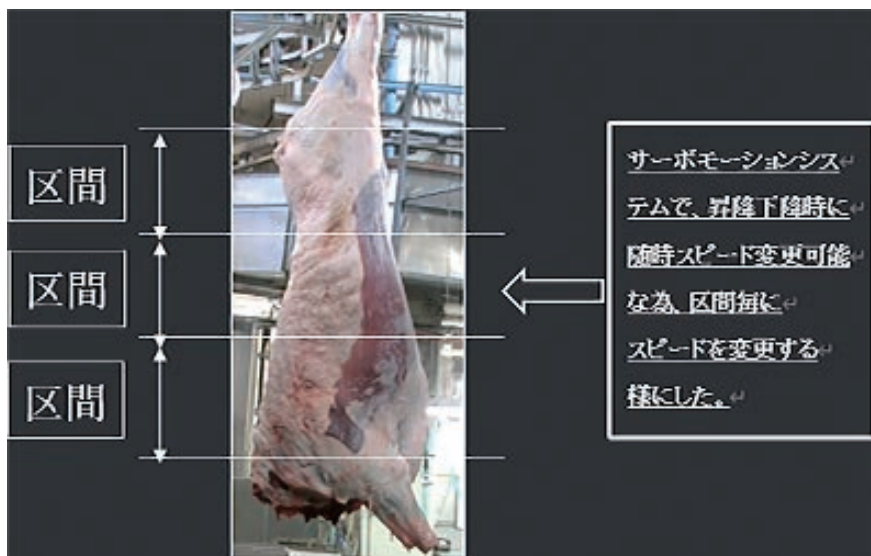 区間
区間
区間
サーボモーションシス
テムで、昇降下降時に
随時スピード変更可能
な為、区間毎に
スピードを変更する
様にした。